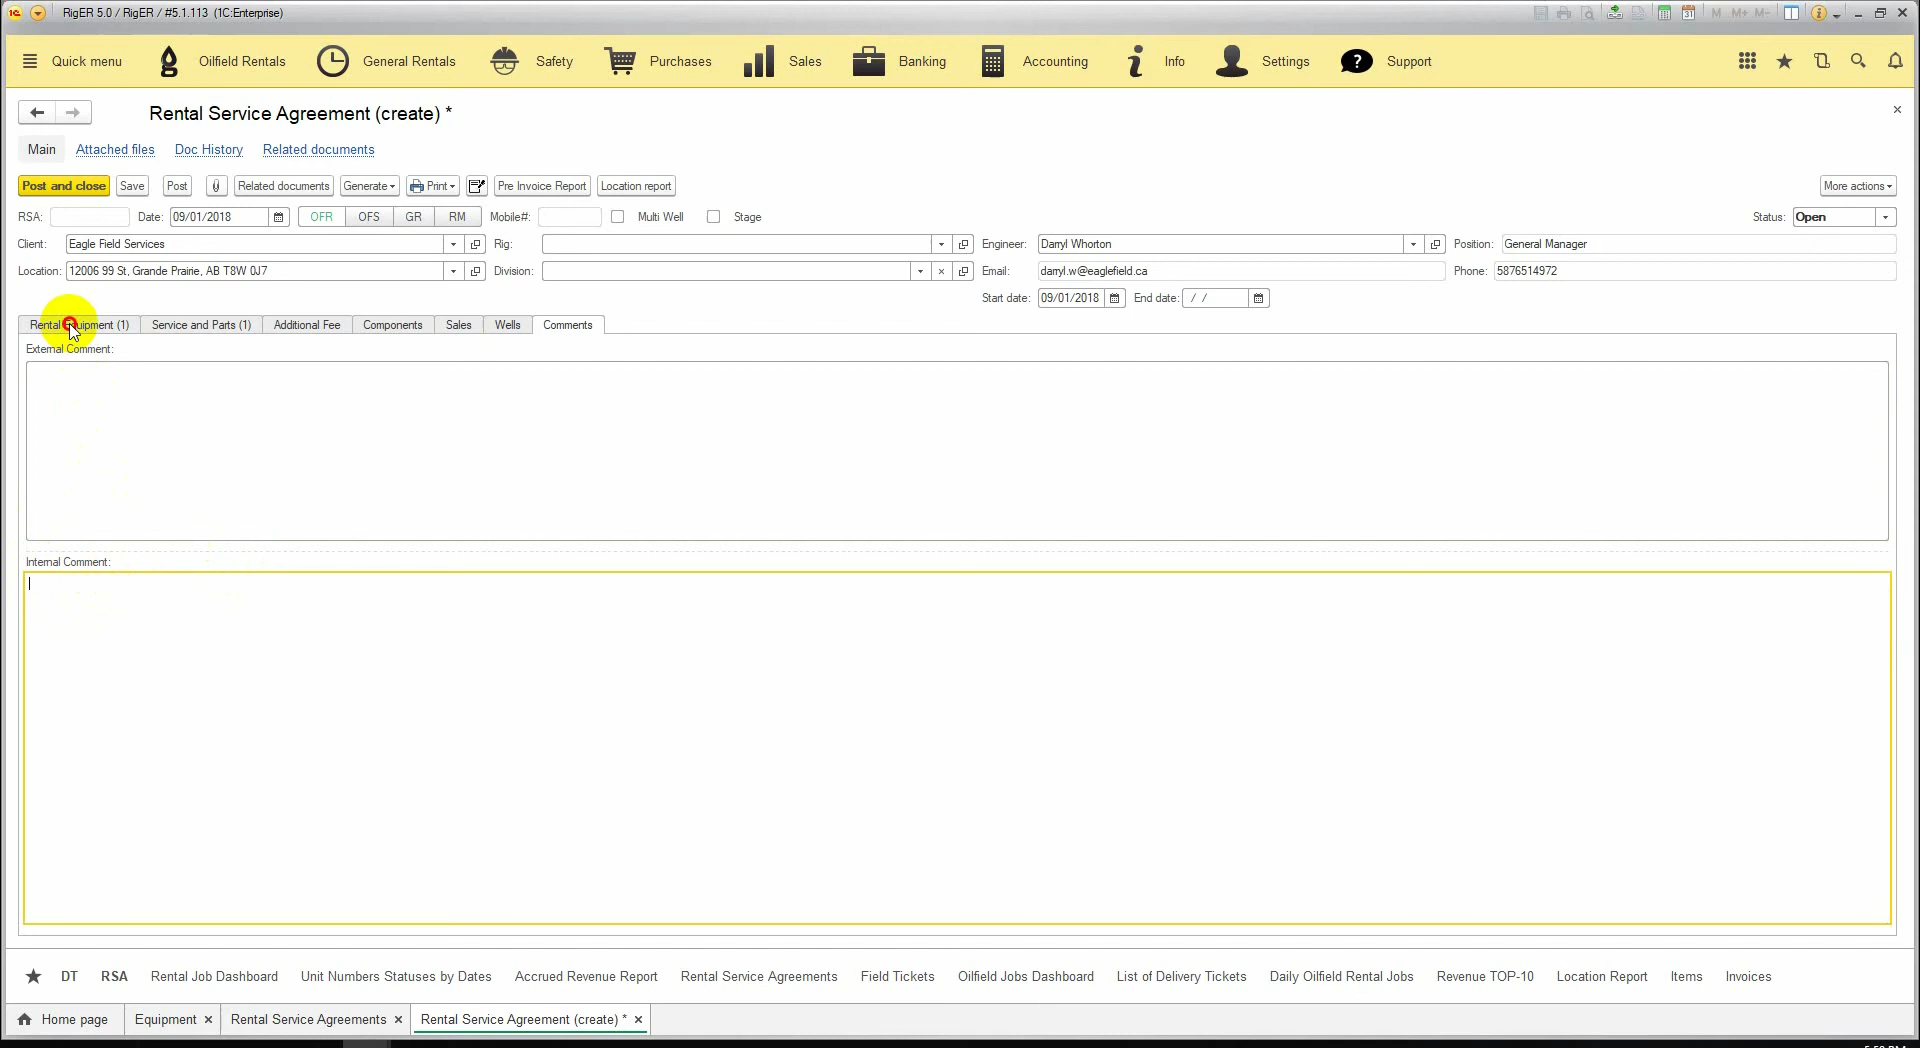 RigER 5.0 / RigER / #5.1.113 (1C:Enterprise)
M M+ M-
Quick menu Oilfield Rentals General Rentals Safety Purchases Sales Banking Accounting Info Settings Support
Rental Service Agreement (create) *
Main Attached files Doc History Related documents
Post and close Save Post Related documents Generate Print Pre Invoice Report Location report More actions
RSA: Date: 09/01/2018 OFR OFS GR RM Mobile#: Multi Well Stage Status: Open
Client: Eagle Field Services Rig: Engineer: Darryl Whorton Position: General Manager
Location: 12006 99 St, Grande Prairie, AB T8W 0J7 Division: Email: darryl.w@eaglefield.ca Phone: 5876514972
Start date: 09/01/2018 End date: / /
Rental Equipment (1) Service and Parts (1) Additional Fee Components Sales Wells Comments
External Comment:
Internal Comment:
DT RSA Rental Job Dashboard Unit Numbers Statuses by Dates Accrued Revenue Report Rental Service Agreements Field Tickets Oilfield Jobs Dashboard List of Delivery Tickets Daily Oilfield Rental Jobs Revenue TOP-10 Location Report Items Invoices
Home page Equipment × Rental Service Agreements × Rental Service Agreement (create) * ×